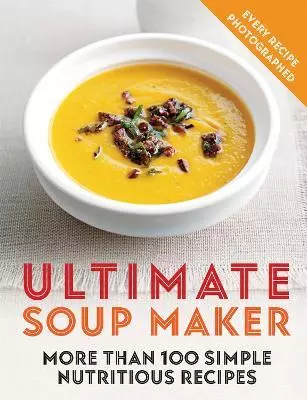 EVERY RECIPE
PHOTOGRAPHED
ULTIMATE
SOUP MAKER
MORE THAN 100 SIMPLE
NUTRITIOUS RECIPES